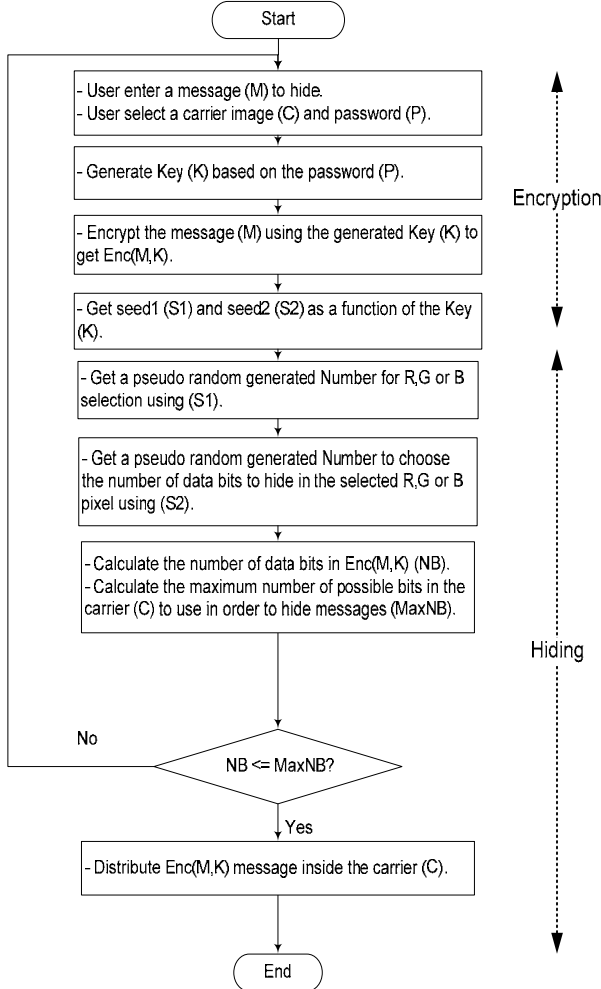 Start
- User enter a message (M) to hide.
- User select a carrier image (C) and password (P).
- Generate Key (K) based on the password (P).
Encryption
- Encrypt the message (M) using the generated Key (K) to
get Enc(M,K).
- Get seed1 (S1) and seed2 (S2) as a function of the Key
(K).
- Get a pseudo random generated Number for R,G or B
selection using (S1).
- Get a pseudo random generated Number to choose
the number of data bits to hide in the selected R,G or B
pixel using (S2).
- Calculate the number of data bits in Enc(M,K) (NB).
- Calculate the maximum number of possible bits in the
carrier (C) to use in order to hide messages (MaxNB).
Hiding
No
NB <= MaxNB?
Yes
- Distribute Enc(M,K) message inside the carrier (C).
End